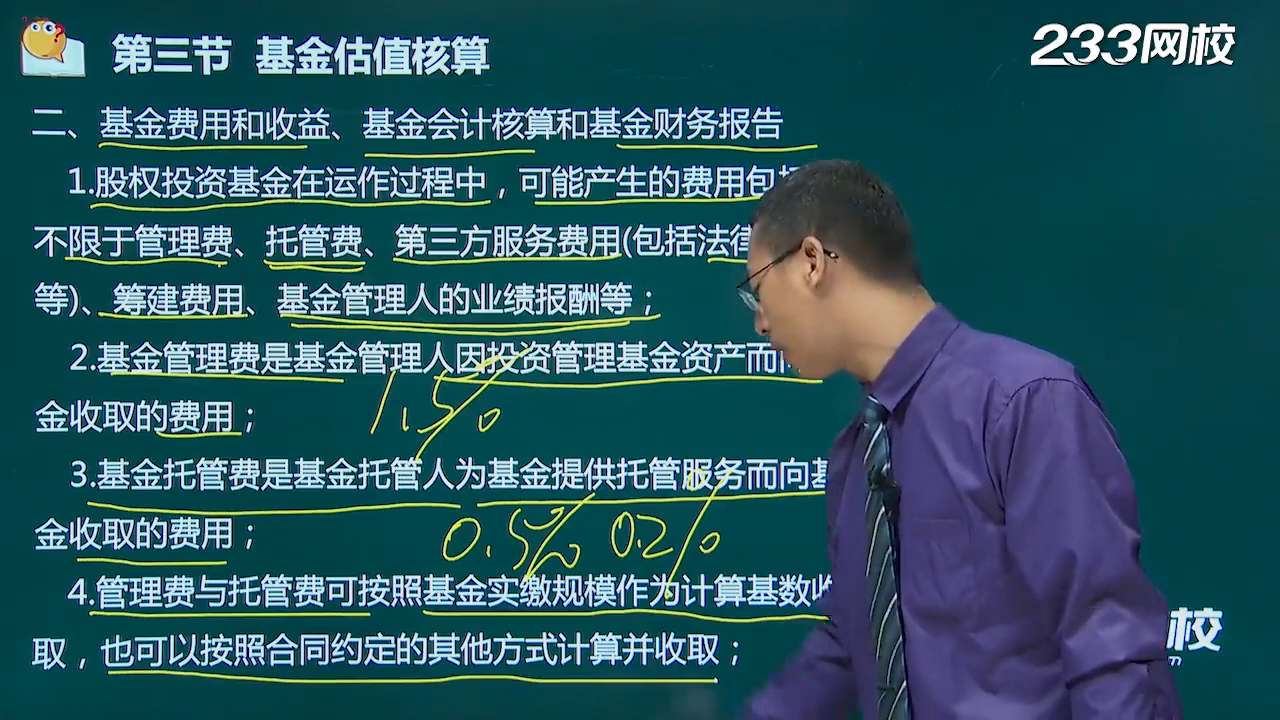 第三节 基金估值核算
233网校
二、基金费用和收益、基金会计核算和基金财务报告
1.股权投资基金在运作过程中，可能产生的费用包括
不限于管理费、托管费、第三方服务费用(包括法律
等)、筹建费用、基金管理人的业绩报酬等；
2.基金管理费是基金管理人因投资管理基金资产而向
金收取的费用；
1.5%
3.基金托管费是基金托管人为基金提供托管服务而向基
金收取的费用；
0.5% 0.2%
4.管理费与托管费可按照基金实缴规模作为计算基数收
取，也可以按照合同约定的其他方式计算并收取；
校